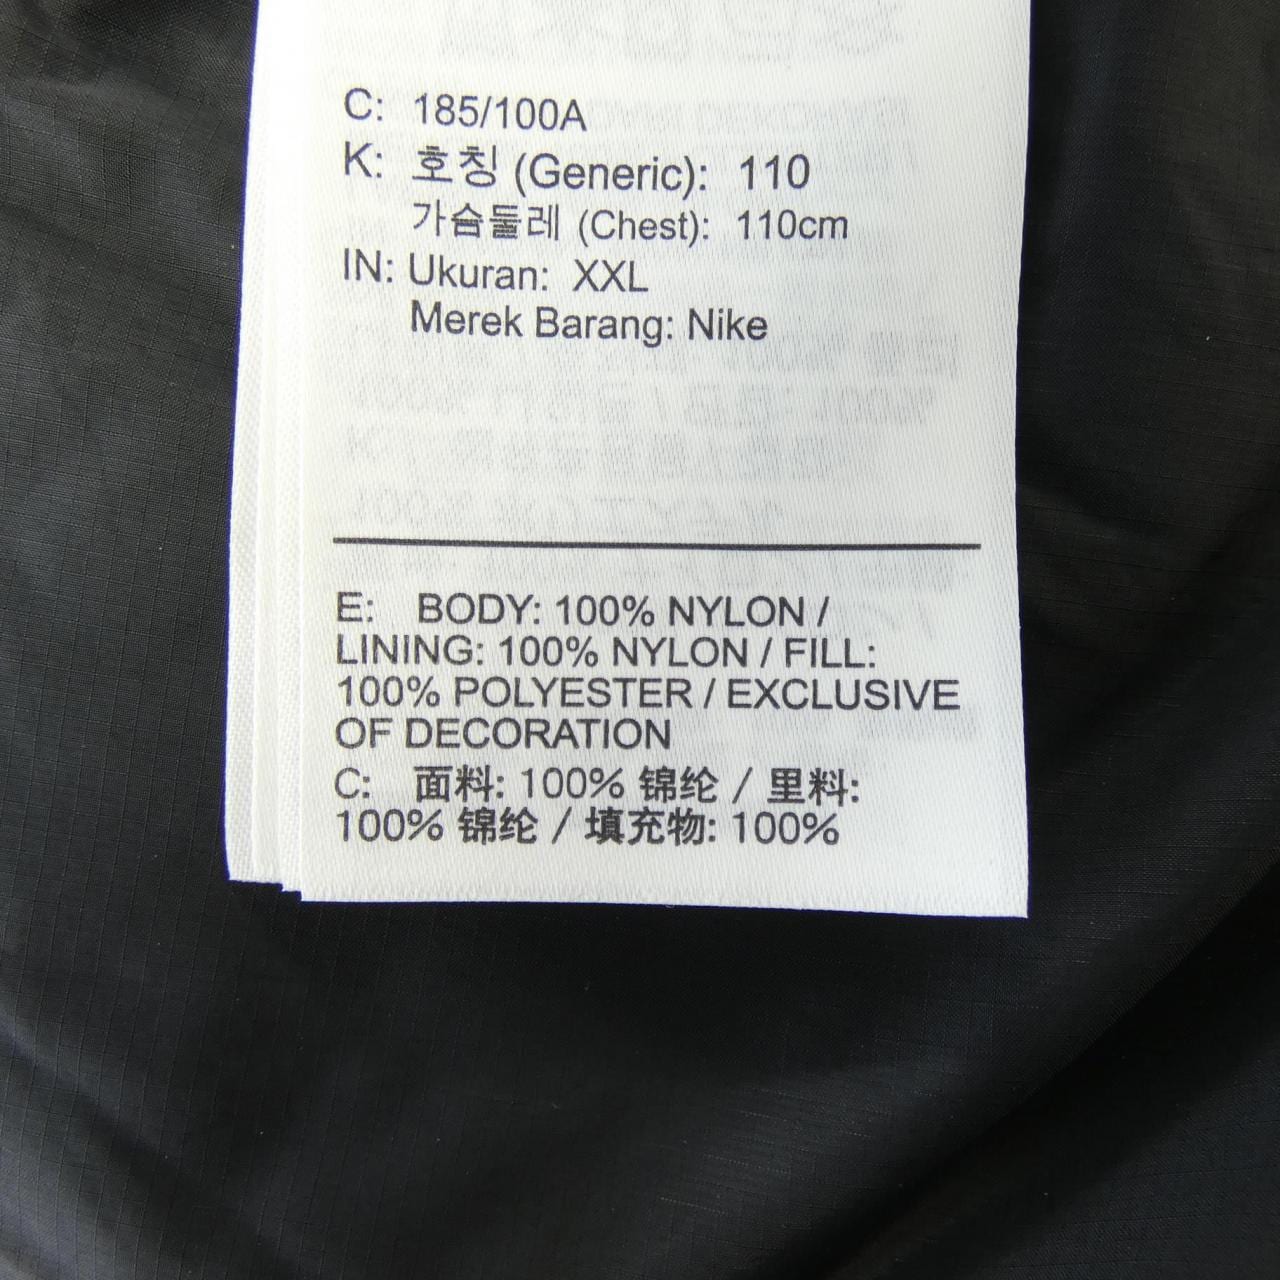 C: 185/100A
K: 호칭 (Generic): 110
가슴둘레 (Chest): 110cm
IN: Ukuran: XXL
Merek Barang: Nike
E: BODY: 100% NYLON /
LINING: 100% NYLON / FILL:
100% POLYESTER / EXCLUSIVE
OF DECORATION
C: 面料: 100% 锦纶 / 里料:
100% 锦纶 / 填充物: 100%